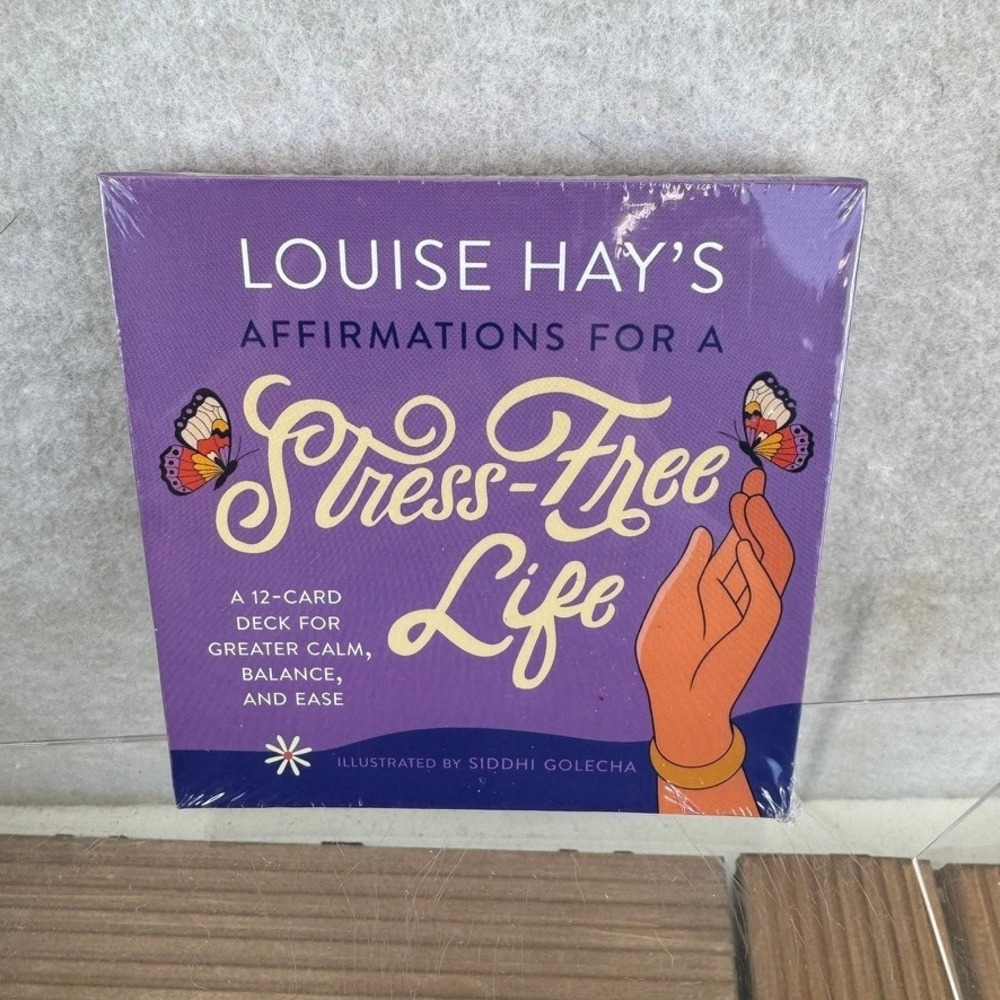 LOUISE HAY'S
AFFIRMATIONS FOR A
Stress-Free
Life
A 12-CARD
DECK FOR
GREATER CALM,
BALANCE,
AND EASE
ILLUSTRATED BY SIDDHI GOLECHA